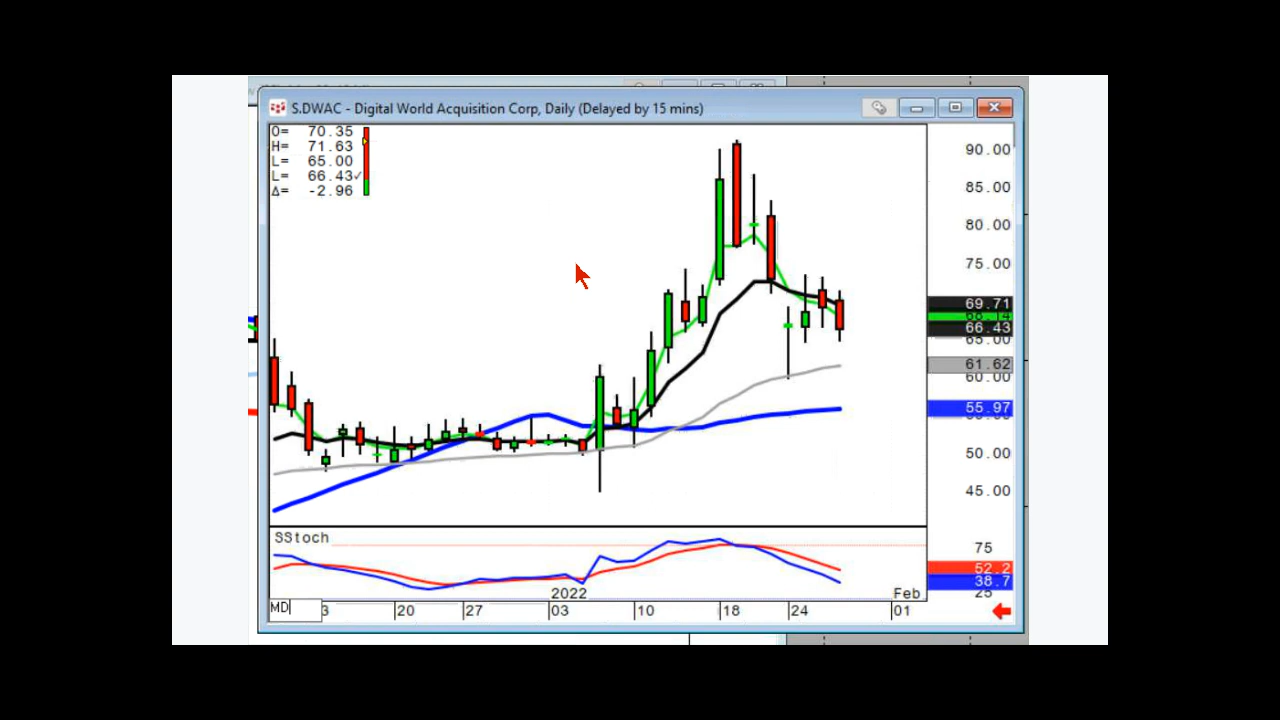 S.DWAC - Digital World Acquisition Corp, Daily (Delayed by 15 mins)
O= 70.35
H= 71.63
L= 65.00
L= 66.43✓
Δ= -2.96
90.00
85.00
80.00
75.00
69.71
66.43
65.00
61.62
60.00
55.97
50.00
45.00
SStoch
75
52.2
38.7
25
2022
Feb
MD
3
20
27
03
10
18
24
01